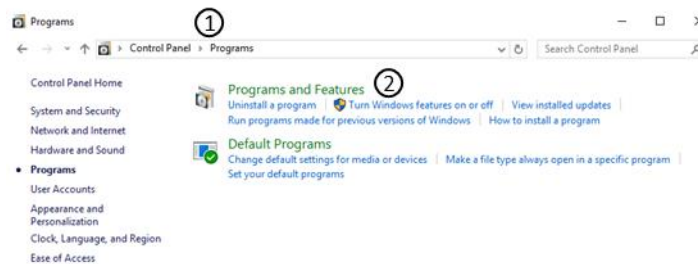 Programs
1
Control Panel > Programs
Search Control Panel
Control Panel Home
System and Security
Network and Internet
Hardware and Sound
Programs
User Accounts
Appearance and
Personalization
Clock, Language, and Region
Ease of Access
Programs and Features
2
Uninstall a program | Turn Windows features on or off | View installed updates |
Run programs made for previous versions of Windows | How to install a program
Default Programs
Change default settings for media or devices | Make a file type always open in a specific program |
Set your default programs